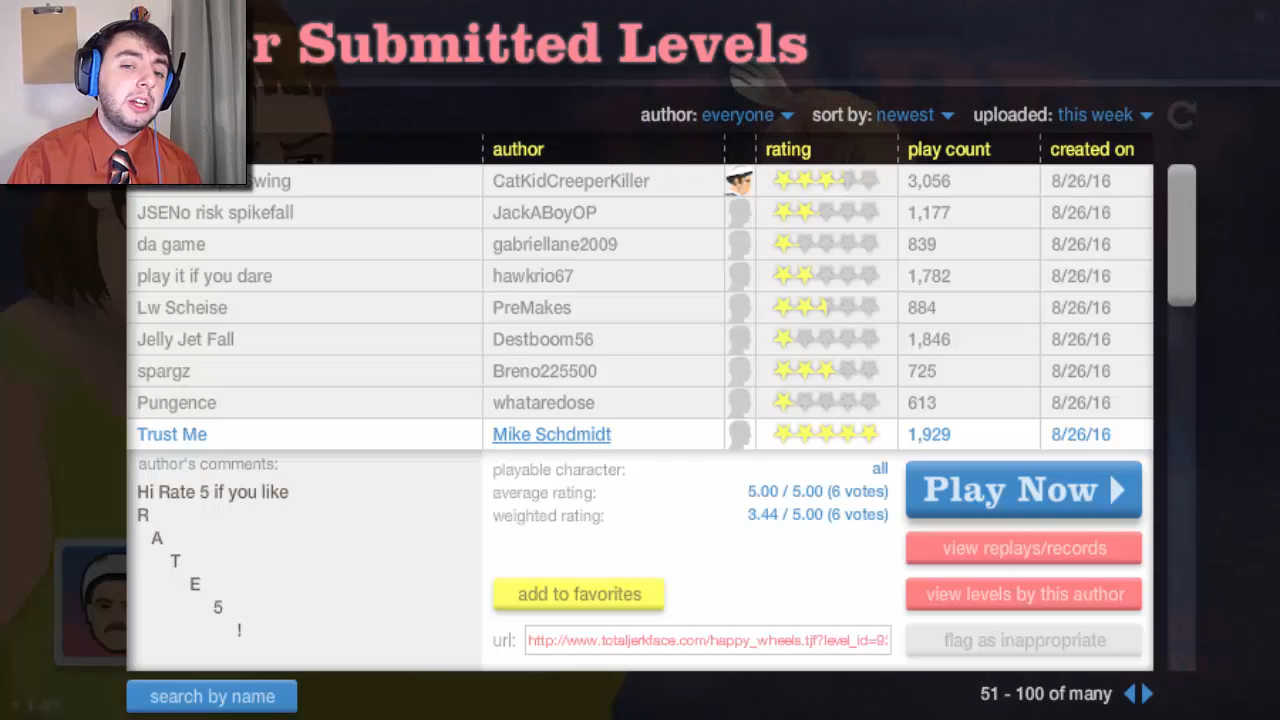 r Submitted Levels
author: everyone sort by: newest uploaded: this week
author rating play count created on
wing CatKidCreeperKiller 3,056 8/26/16
JSENo risk spikefall JackABoyOP 1,177 8/26/16
da game gabriellane2009 839 8/26/16
play it if you dare hawkrio67 1,782 8/26/16
Lw Scheise PreMakes 884 8/26/16
Jelly Jet Fall Destboom56 1,846 8/26/16
spargz Breno225500 725 8/26/16
Pungence whataredose 613 8/26/16
Trust Me Mike Schdmidt 1,929 8/26/16
author's comments:
Hi Rate 5 if you like
R
A
T
E
5
!
playable character: all
average rating: 5.00 / 5.00 (6 votes)
weighted rating: 3.44 / 5.00 (6 votes)
add to favorites
url: http://www.totaljerkface.com/happy_wheels.tjf?level_id=9
Play Now
view replays/records
view levels by this author
flag as inappropriate
search by name
51 - 100 of many